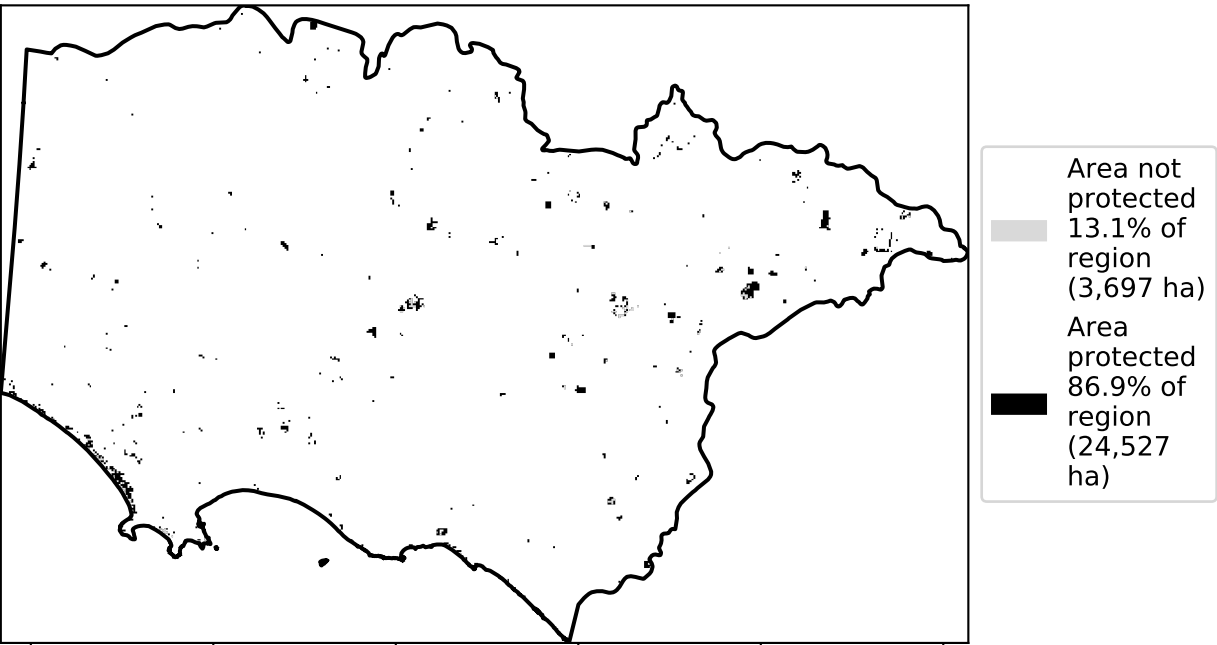 Area not
protected
13.1% of
region
(3,697 ha)
Area
protected
86.9% of
region
(24,527
ha)